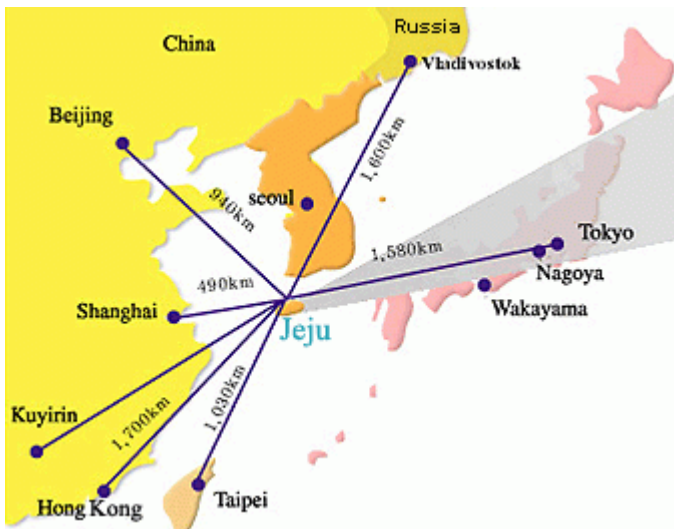 Russia
China
Vladivostok
Beijing
1,600km
940km
scoul
1,580km
Tokyo
Nagoya
490km
Shanghai
Wakayama
Jeju
Kuyirin
1,700km
1,030km
Hong Kong
Taipei